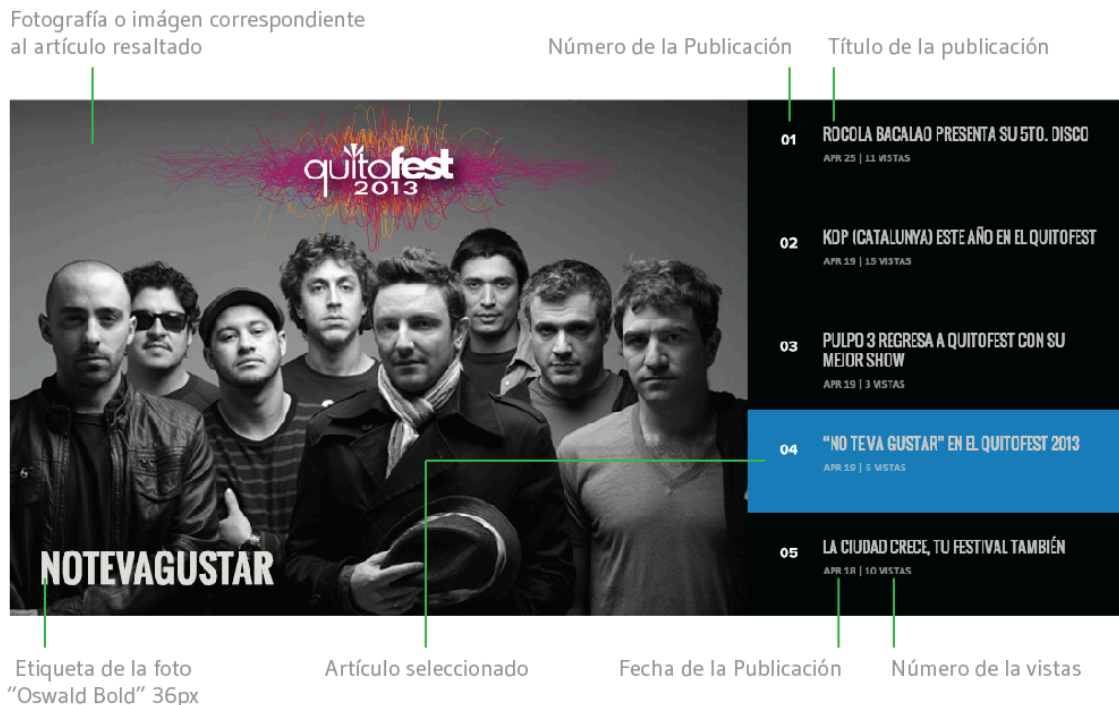 Fotografía o imágen correspondiente
al artículo resaltado
Número de la Publicación
Título de la publicación
quitofest
2013
01 ROCOLA BACALAO PRESENTA SU 5TO. DISCO
APR 25 | 11 VISTAS
02 KOP (CATALUNYA) ESTE AÑO EN EL QUITOFEST
APR 19 | 15 VISTAS
03 PULPO 3 REGRESA A QUITOFEST CON SU
MEJOR SHOW
APR 19 | 3 VISTAS
04 "NO TE VA GUSTAR" EN EL QUITOFEST 2013
APR 19 | 6 VISTAS
05 LA CIUDAD CRECE, TU FESTIVAL TAMBIÉN
APR 18 | 10 VISTAS
NOTEVAGUSTAR
Etiqueta de la foto
"Oswald Bold" 36px
Artículo seleccionado
Fecha de la Publicación
Número de la vistas